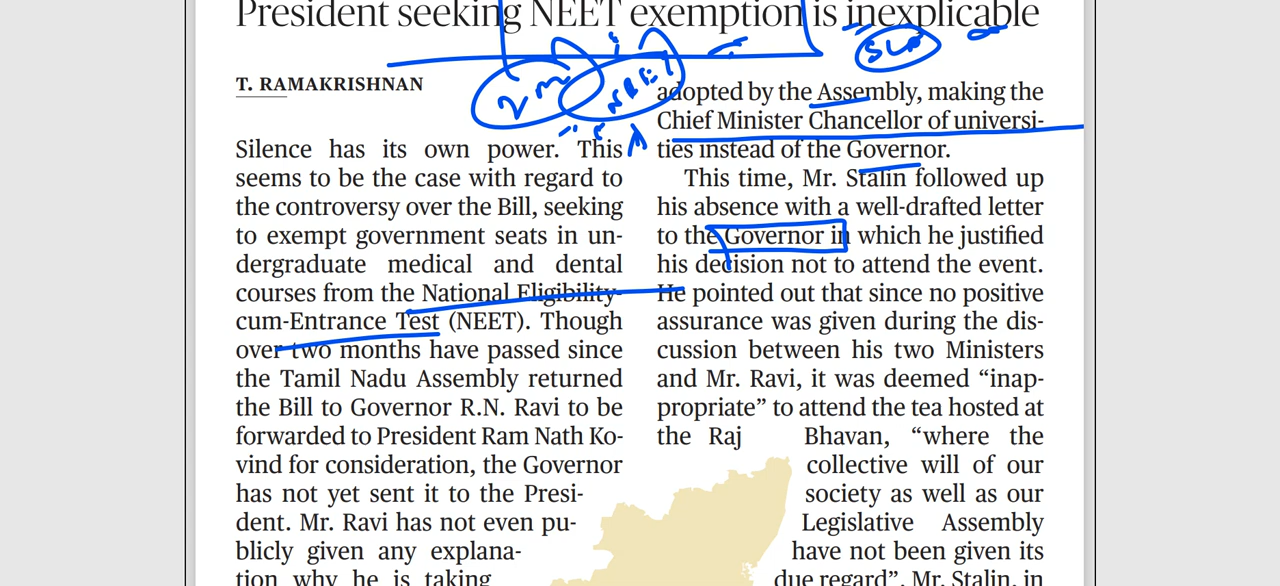 President seeking NEET exemption is inexplicable
T. RAMAKRISHNAN
Silence has its own power. This
seems to be the case with regard to
the controversy over the Bill, seeking
to exempt government seats in un-
dergraduate medical and dental
courses from the National Eligibility-
cum-Entrance Test (NEET). Though
over two months have passed since
the Tamil Nadu Assembly returned
the Bill to Governor R.N. Ravi to be
forwarded to President Ram Nath Ko-
vind for consideration, the Governor
has not yet sent it to the Presi-
dent. Mr. Ravi has not even pu-
blicly given any explana-
tion why he is taking
adopted by the Assembly, making the
Chief Minister Chancellor of universi-
ties instead of the Governor.
This time, Mr. Stalin followed up
his absence with a well-drafted letter
to the Governor in which he justified
his decision not to attend the event.
He pointed out that since no positive
assurance was given during the dis-
cussion between his two Ministers
and Mr. Ravi, it was deemed “inap-
propriate” to attend the tea hosted at
the Raj Bhavan, “where the
collective will of our
society as well as our
Legislative Assembly
have not been given its
due regard”. Mr. Stalin, in